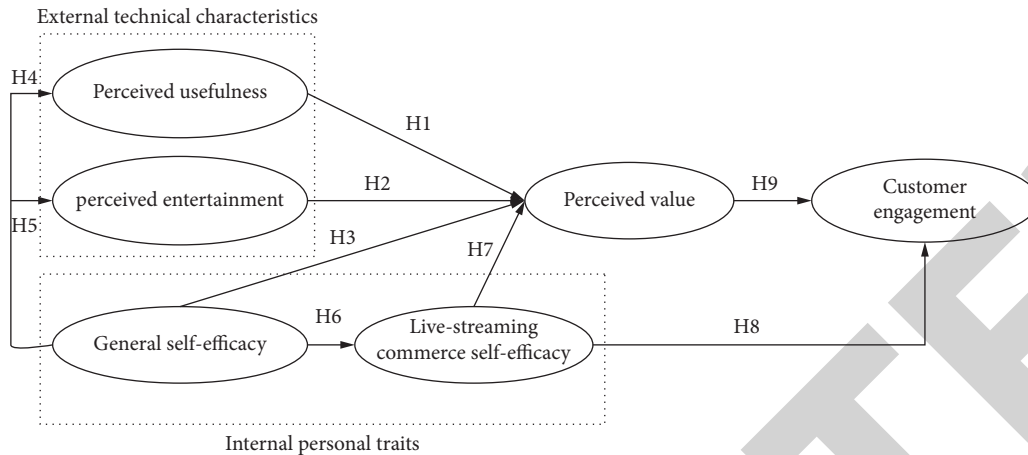 External technical characteristics
H4
Perceived usefulness
H1
perceived entertainment
H2
Perceived value
H9
Customer
engagement
H5
H3
H7
General self-efficacy
H6
Live-streaming
commerce self-efficacy
H8
Internal personal traits